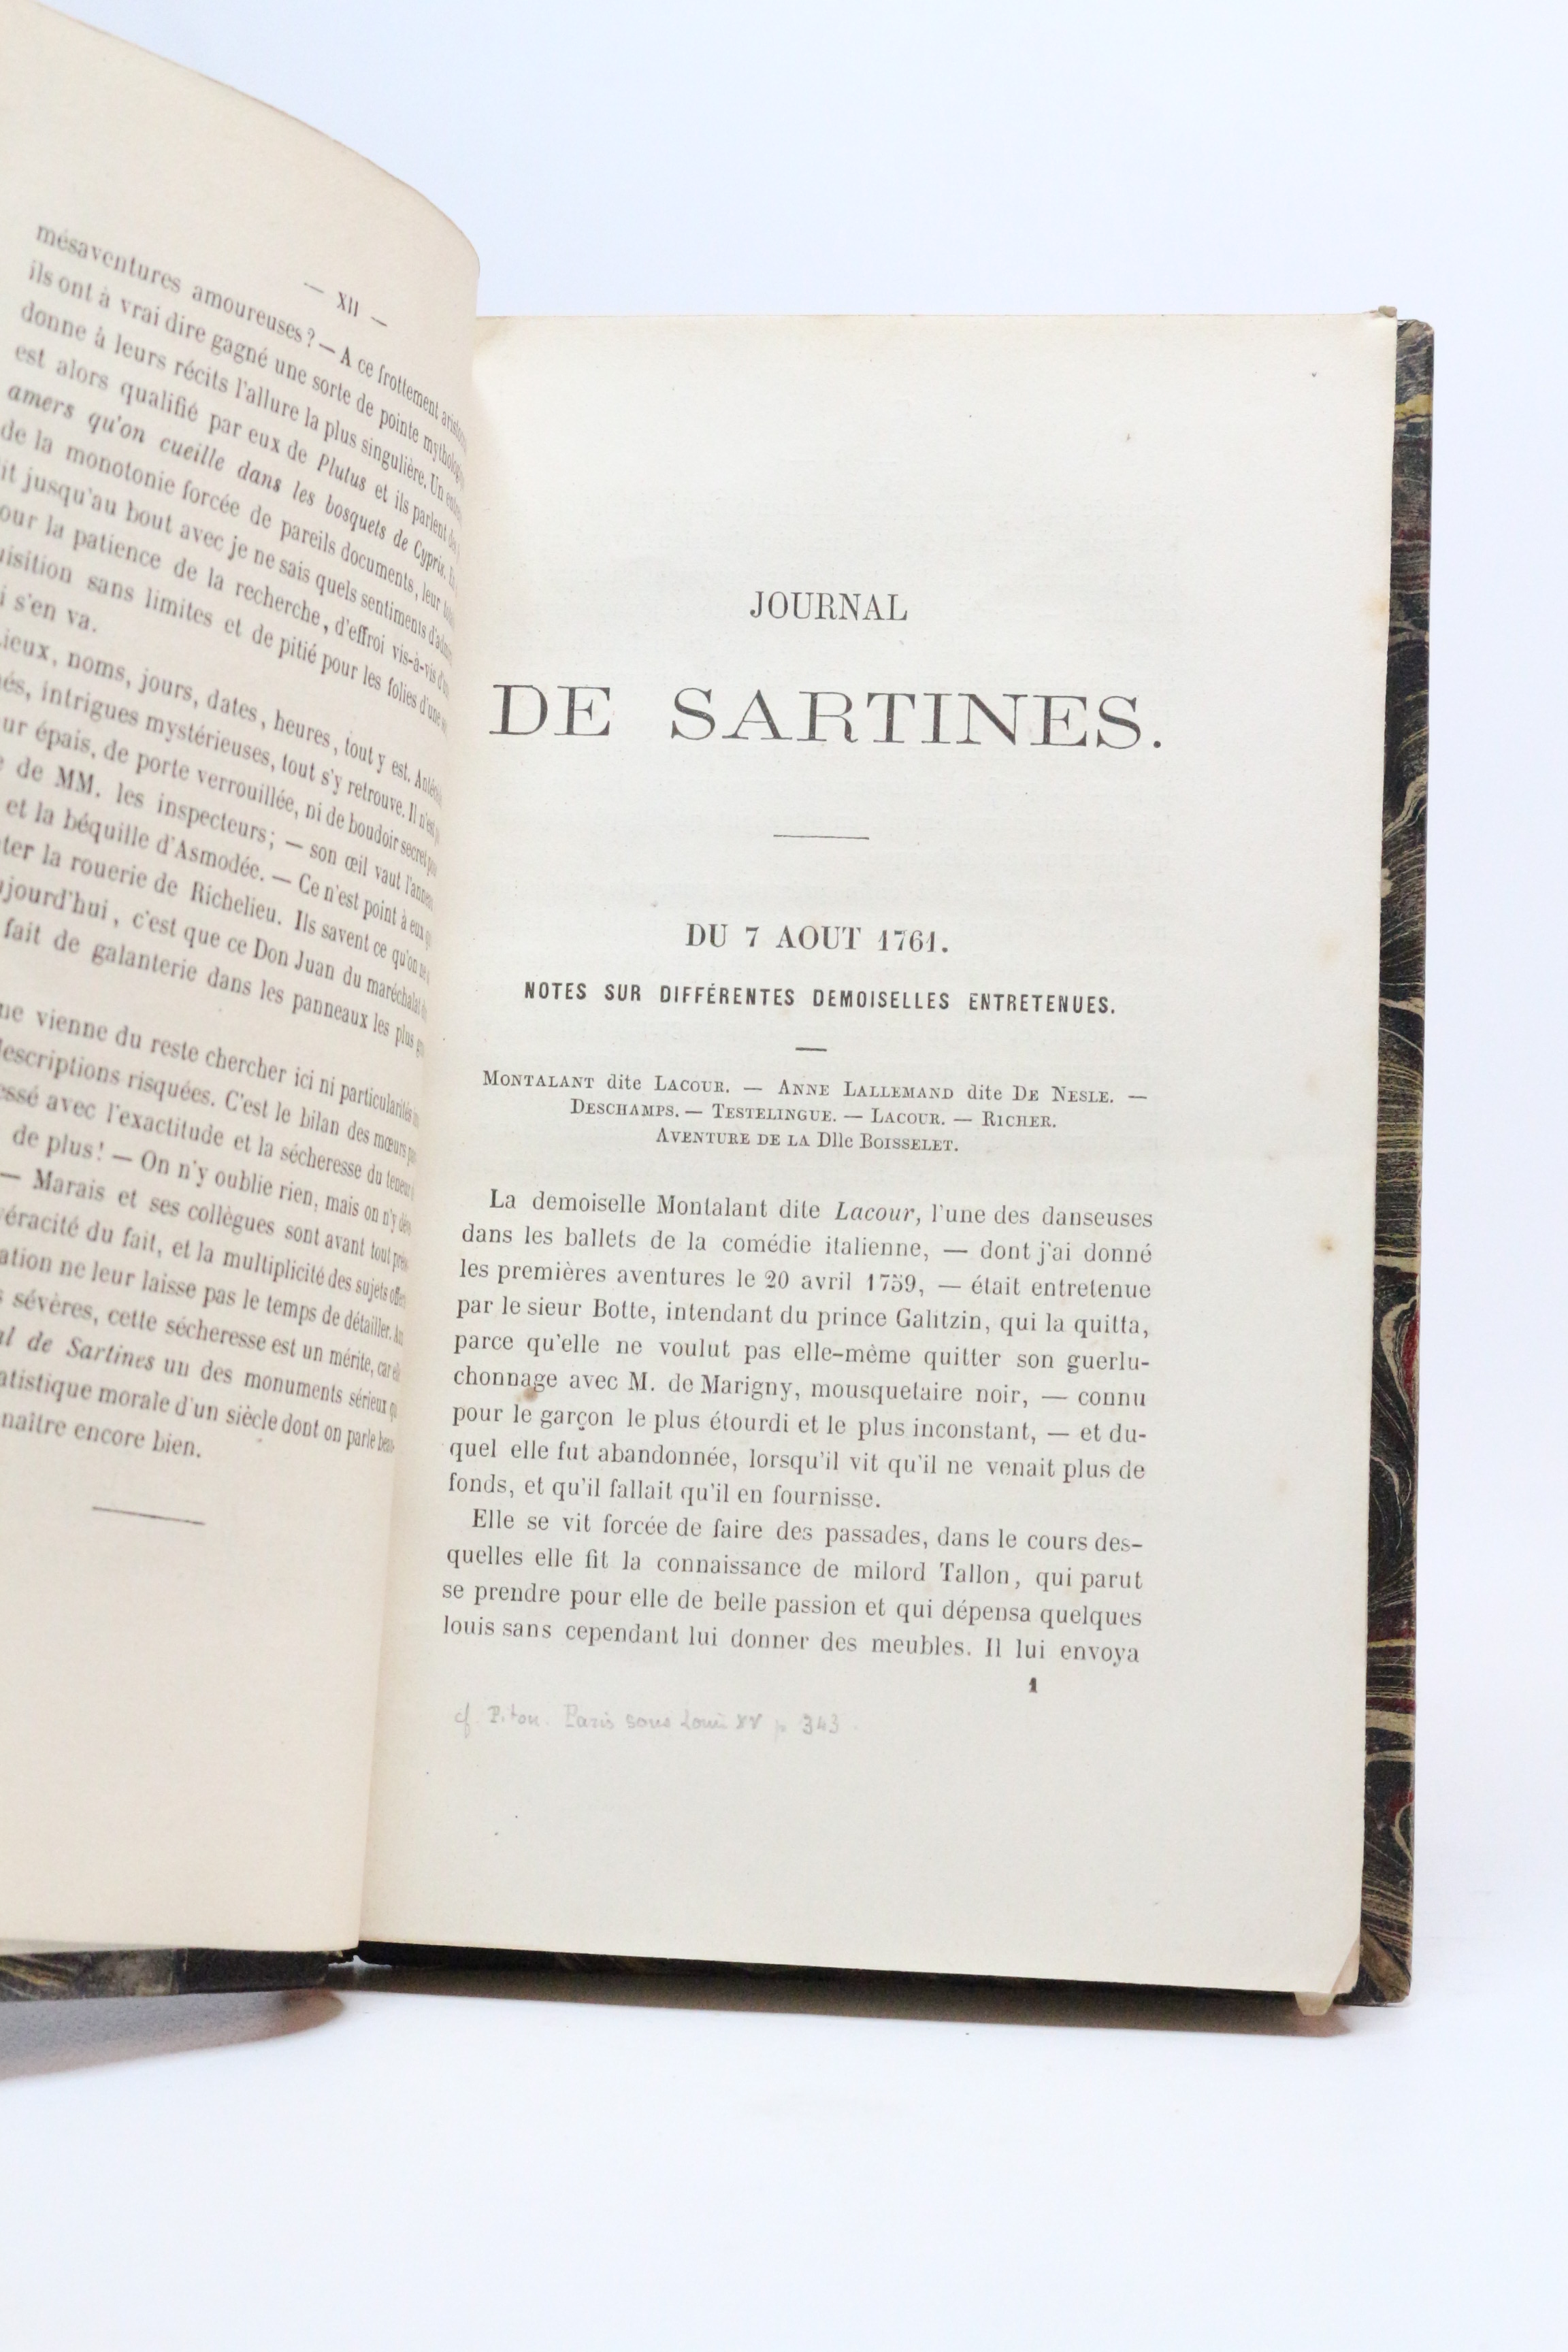 — XII —
mésaventures amoureuses? — A ce frottement
ils ont à vrai dire gagné une sorte de pointe
donne à leurs récits l'allure la plus singulière. Un
est alors qualifié par eux de Plutus et ils parlent
amers qu'on cueille dans les bosquets de Cypris.
de la monotonie forcée de pareils documents, leur
it jusqu'au bout avec je ne sais quels sentiments
our la patience de la recherche, d'effroi vis-à-vis
isition sans limites et de pitié pour les folies d'une
i s'en va.
ieux, noms, jours, dates, heures, tout y est.
és, intrigues mystérieuses, tout s'y retrouve. Il n'est
ur épais, de porte verrouillée, ni de boudoir secret
de MM. les inspecteurs; — son œil vaut
et la béquille d'Asmodée. — Ce n'est point à eux
ter la rouerie de Richelieu. Ils savent ce qu'on
jourd'hui, c'est que ce Don Juan du
fait de galanterie dans les panneaux les plus
ne vienne du reste chercher ici ni particularités
descriptions risquées. C'est le bilan des mœurs
essé avec l'exactitude et la sécheresse du teneur
de plus! — On n'y oublie rien, mais on n'y
— Marais et ses collègues sont avant tout
éracité du fait, et la multiplicité des sujets
ation ne leur laisse pas le temps de détailler.
s sévères, cette sécheresse est un mérite, car
al de Sartines un des monuments sérieux
atistique morale d'un siècle dont on parle
naître encore bien.
JOURNAL
DE SARTINES.
DU 7 AOUT 1761.
NOTES SUR DIFFÉRENTES DEMOISELLES ENTRETENUES.
MONTALANT dite LACOUR. — ANNE LALLEMAND dite DE NESLE. —
DESCHAMPS. — TESTELINGUE. — LACOUR. — RICHER.
AVENTURE DE LA Dlle BOISSELET.
La demoiselle Montalant dite Lacour, l'une des danseuses
dans les ballets de la comédie italienne, — dont j'ai donné
les premières aventures le 20 avril 1759, — était entretenue
par le sieur Botte, intendant du prince Galitzin, qui la quitta,
parce qu'elle ne voulut pas elle-même quitter son guerlu-
chonnage avec M. de Marigny, mousquetaire noir, — connu
pour le garçon le plus étourdi et le plus inconstant, — et du-
quel elle fut abandonnée, lorsqu'il vit qu'il ne venait plus de
fonds, et qu'il fallait qu'il en fournisse.
Elle se vit forcée de faire des passades, dans le cours des-
quelles elle fit la connaissance de milord Tallon, qui parut
se prendre pour elle de belle passion et qui dépensa quelques
louis sans cependant lui donner des meubles. Il lui envoya
1
cf. Piton. Paris sous Louis XV p. 343.